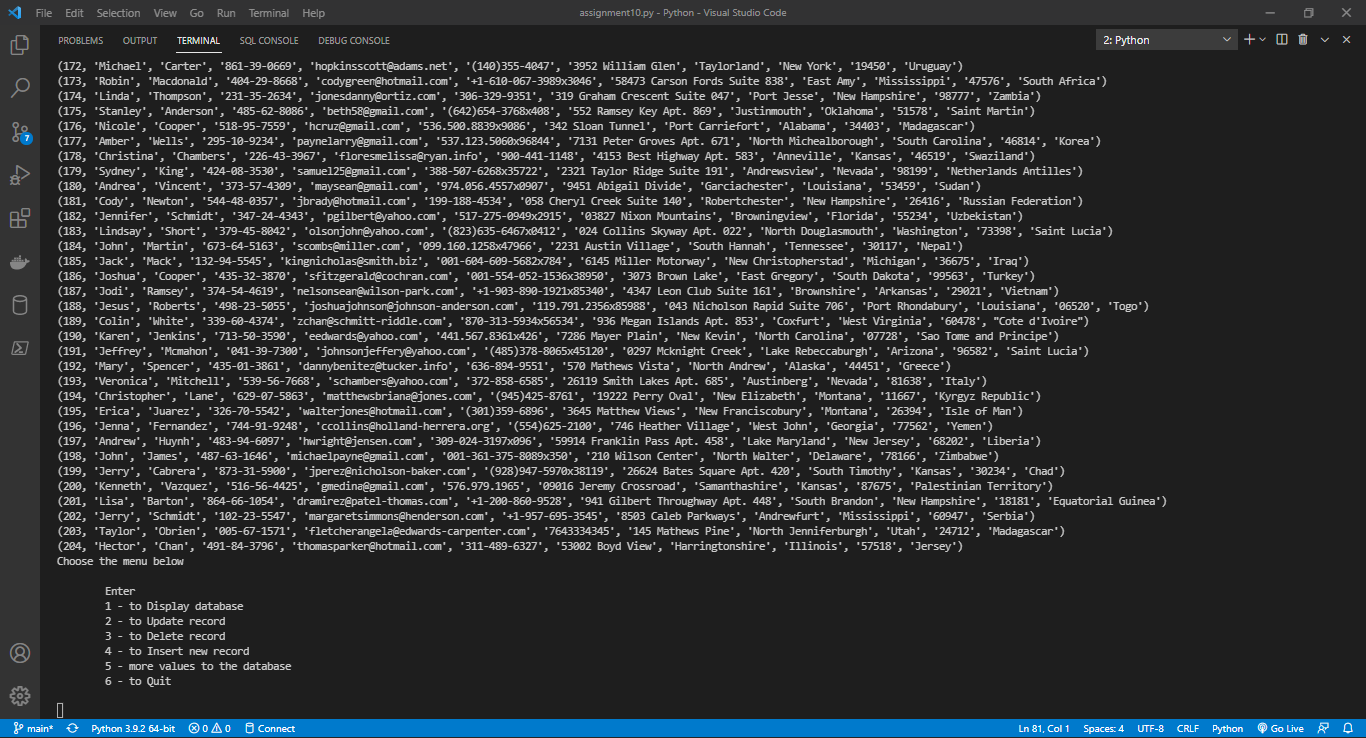 File Edit Selection View Go Run Terminal Help assignment10.py - Python - Visual Studio Code
PROBLEMS OUTPUT TERMINAL SQL CONSOLE DEBUG CONSOLE 2: Python
(172, 'Michael', 'Carter', '861-39-0669', 'hopkinsscott@adams.net', '(140)355-4047', '3952 William Glen', 'Taylorland', 'New York', '19450', 'Uruguay')
(173, 'Robin', 'Macdonald', '404-29-8668', 'codygreen@hotmail.com', '+1-610-067-3989x3046', '58473 Carson Fords Suite 838', 'East Amy', 'Mississippi', '47576', 'South Africa')
(174, 'Linda', 'Thompson', '231-35-2634', 'jonesdanny@ortiz.com', '306-329-9351', '319 Graham Crescent Suite 047', 'Port Jesse', 'New Hampshire', '98777', 'Zambia')
(175, 'Stanley', 'Anderson', '485-62-8086', 'beth58@gmail.com', '(642)654-3768x408', '552 Ramsey Key Apt. 869', 'Justinmouth', 'Oklahoma', '51578', 'Saint Martin')
(176, 'Nicole', 'Cooper', '518-95-7559', 'hcruz@gmail.com', '536.500.8839x9086', '342 Sloan Tunnel', 'Port Carriefort', 'Alabama', '34403', 'Madagascar')
(177, 'Amber', 'Wells', '295-10-9234', 'paynelarry@gmail.com', '537.123.5060x96844', '7131 Peter Groves Apt. 671', 'North Michealborough', 'South Carolina', '46814', 'Korea')
(178, 'Christina', 'Chambers', '226-43-3967', 'floresmelissa@ryan.info', '900-441-1148', '4153 Best Highway Apt. 583', 'Anneville', 'Kansas', '46519', 'Swaziland')
(179, 'Sydney', 'King', '424-08-3530', 'samuel25@gmail.com', '388-507-6268x35722', '2321 Taylor Ridge Suite 191', 'Andrewsview', 'Nevada', '98199', 'Netherlands Antilles')
(180, 'Andrea', 'Vincent', '373-57-4309', 'maysean@gmail.com', '974.056.4557x0907', '9451 Abigail Divide', 'Garciachester', 'Louisiana', '53459', 'Sudan')
(181, 'Cody', 'Newton', '544-48-0357', 'jbrady@hotmail.com', '199-188-4534', '058 Cheryl Creek Suite 140', 'Robertchester', 'New Hampshire', '26416', 'Russian Federation')
(182, 'Jennifer', 'Schmidt', '347-24-4343', 'pgilbert@yahoo.com', '517-275-0949x2915', '03827 Nixon Mountains', 'Browningview', 'Florida', '55234', 'Uzbekistan')
(183, 'Lindsay', 'Short', '379-45-8042', 'olsonjohn@yahoo.com', '(823)635-6467x0412', '024 Collins Skyway Apt. 022', 'North Douglasmouth', 'Washington', '73398', 'Saint Lucia')
(184, 'John', 'Martin', '673-64-5163', 'scombs@miller.com', '099.160.1258x47966', '2231 Austin Village', 'South Hannah', 'Tennessee', '30117', 'Nepal')
(185, 'Jack', 'Mack', '132-94-5545', 'kingnicholas@smith.biz', '001-604-609-5682x784', '6145 Miller Motorway', 'New Christopherstad', 'Michigan', '36675', 'Iraq')
(186, 'Joshua', 'Cooper', '435-32-3870', 'sfitzgerald@cochran.com', '001-554-052-1536x38950', '3073 Brown Lake', 'East Gregory', 'South Dakota', '99563', 'Turkey')
(187, 'Jodi', 'Ramsey', '374-54-4619', 'nelsonsean@wilson-park.com', '+1-903-890-1921x85340', '4347 Leon Club Suite 161', 'Brownshire', 'Arkansas', '29021', 'Vietnam')
(188, 'Jesus', 'Roberts', '498-23-5055', 'joshuajohnson@johnson-anderson.com', '119.791.2356x85988', '043 Nicholson Rapid Suite 706', 'Port Rhondabury', 'Louisiana', '06520', 'Togo')
(189, 'Colin', 'White', '339-60-4374', 'zchan@schmitt-riddle.com', '870-313-5934x56534', '936 Megan Islands Apt. 853', 'Coxfurt', 'West Virginia', '60478', "Cote d'Ivoire")
(190, 'Karen', 'Jenkins', '713-50-3590', 'eedwards@yahoo.com', '441.567.8361x426', '7286 Mayer Plain', 'New Kevin', 'North Carolina', '07728', 'Sao Tome and Principe')
(191, 'Jeffrey', 'Mcmahon', '041-39-7300', 'johnsonjeffery@yahoo.com', '(485)378-8065x45120', '0297 Mcknight Creek', 'Lake Rebeccaburgh', 'Arizona', '96582', 'Saint Lucia')
(192, 'Mary', 'Spencer', '435-01-3861', 'dannybenitez@tucker.info', '636-894-9551', '570 Mathews Vista', 'North Andrew', 'Alaska', '44451', 'Greece')
(193, 'Veronica', 'Mitchell', '539-56-7668', 'schambers@yahoo.com', '372-858-6585', '26119 Smith Lakes Apt. 685', 'Austinberg', 'Nevada', '81638', 'Italy')
(194, 'Christopher', 'Lane', '629-07-5863', 'matthewsbriana@jones.com', '(945)425-8761', '19222 Perry Oval', 'New Elizabeth', 'Montana', '11667', 'Kyrgyz Republic')
(195, 'Erica', 'Juarez', '326-70-5542', 'walterjones@hotmail.com', '(301)359-6896', '3645 Matthew Views', 'New Franciscobury', 'Montana', '26394', 'Isle of Man')
(196, 'Jenna', 'Fernandez', '744-91-9248', 'ccollins@holland-herrera.org', '(554)625-2100', '746 Heather Village', 'West John', 'Georgia', '77562', 'Yemen')
(197, 'Andrew', 'Huynh', '483-94-6097', 'hwright@jensen.com', '309-024-3197x096', '59914 Franklin Pass Apt. 458', 'Lake Maryland', 'New Jersey', '68202', 'Liberia')
(198, 'John', 'James', '487-63-1646', 'michaelpayne@gmail.com', '001-361-375-8089x350', '210 Wilson Center', 'North Walter', 'Delaware', '78166', 'Zimbabwe')
(199, 'Jerry', 'Cabrera', '873-31-5900', 'jperez@nicholson-baker.com', '(928)947-5970x38119', '26624 Bates Square Apt. 420', 'South Timothy', 'Kansas', '30234', 'Chad')
(200, 'Kenneth', 'Vazquez', '516-56-4425', 'gmedina@gmail.com', '576.979.1965', '09016 Jeremy Crossroad', 'Samanthashire', 'Kansas', '87675', 'Palestinian Territory')
(201, 'Lisa', 'Barton', '864-66-1054', 'dramirez@patel-thomas.com', '+1-200-860-9528', '941 Gilbert Throughway Apt. 448', 'South Brandon', 'New Hampshire', '18181', 'Equatorial Guinea')
(202, 'Jerry', 'Schmidt', '102-23-5547', 'margaretsimmons@henderson.com', '+1-957-695-3545', '8503 Caleb Parkways', 'Andrewfurt', 'Mississippi', '60947', 'Serbia')
(203, 'Taylor', 'Obrien', '005-67-1571', 'fletcherangela@edwards-carpenter.com', '7643334345', '145 Mathews Pine', 'North Jenniferburgh', 'Utah', '24712', 'Madagascar')
(204, 'Hector', 'Chan', '491-84-3796', 'thomasparker@hotmail.com', '311-489-6327', '53002 Boyd View', 'Harringtonshire', 'Illinois', '57518', 'Jersey')
Choose the menu below
Enter
1 - to Display database
2 - to Update record
3 - to Delete record
4 - to Insert new record
5 - more values to the database
6 - to Quit
7
main* Python 3.9.2 64-bit 0 0 Connect Ln 81, Col 1 Spaces: 4 UTF-8 CRLF Python Go Live